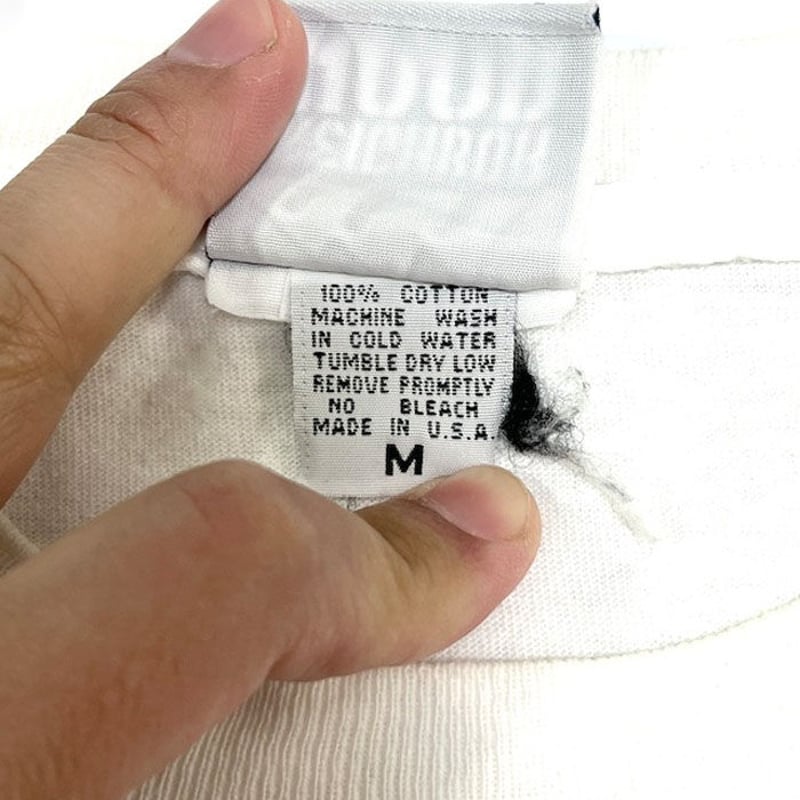 100% COTTON
MACHINE WASH
IN COLD WATER
TUMBLE DRY LOW
REMOVE PROMPTLY
NO BLEACH
MADE IN U.S.A.
M